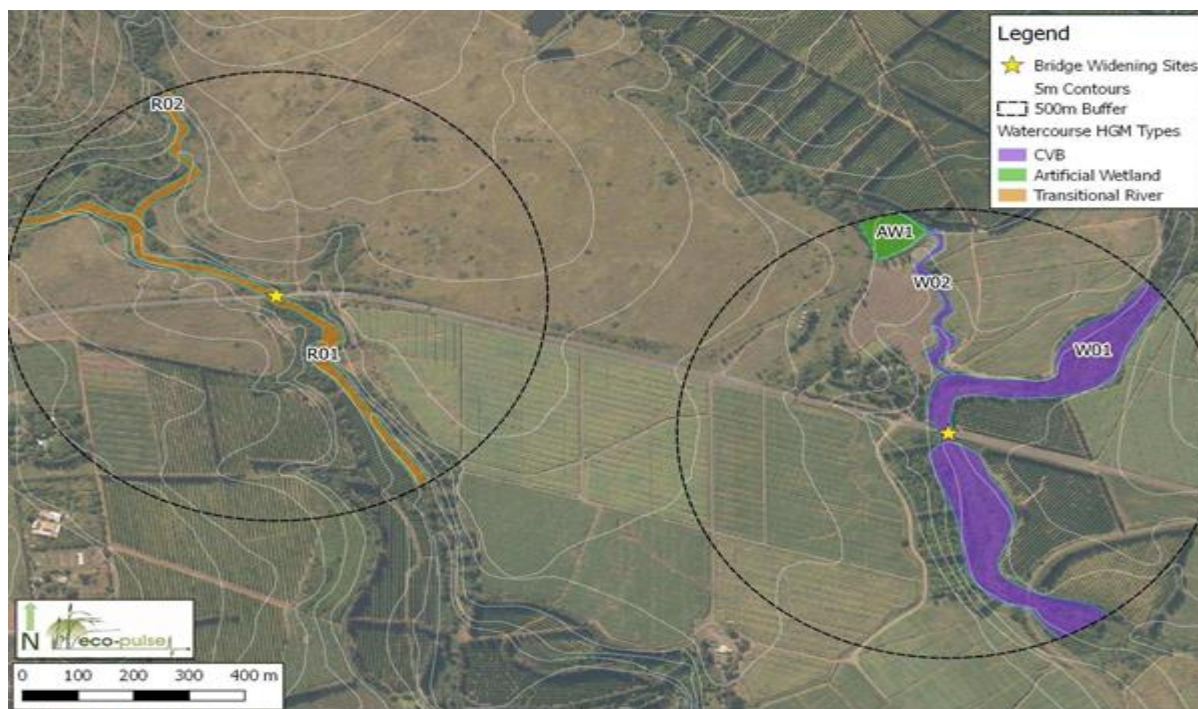 Legend
Bridge Widening Sites
5m Contours
500m Buffer
Watercourse HGM Types
CVB
Artificial Wetland
Transitional River
R02
AW1
W02
W01
R01
N
eco-pulse
0 100 200 300 400 m